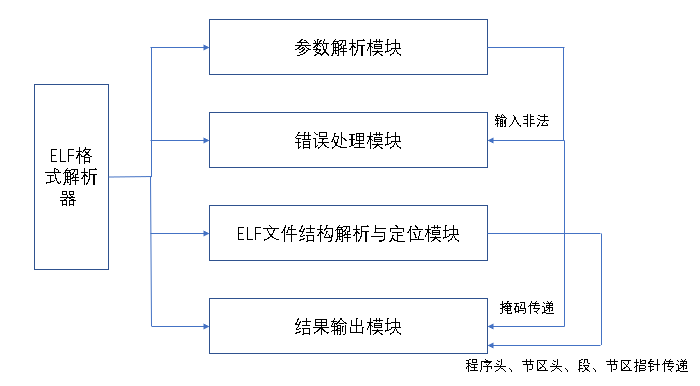 参数解析模块
输入非法
错误处理模块
ELF格
式解析
器
ELF文件结构解析与定位模块
掩码传递
结果输出模块
程序头、节区头、段、节区指针传递